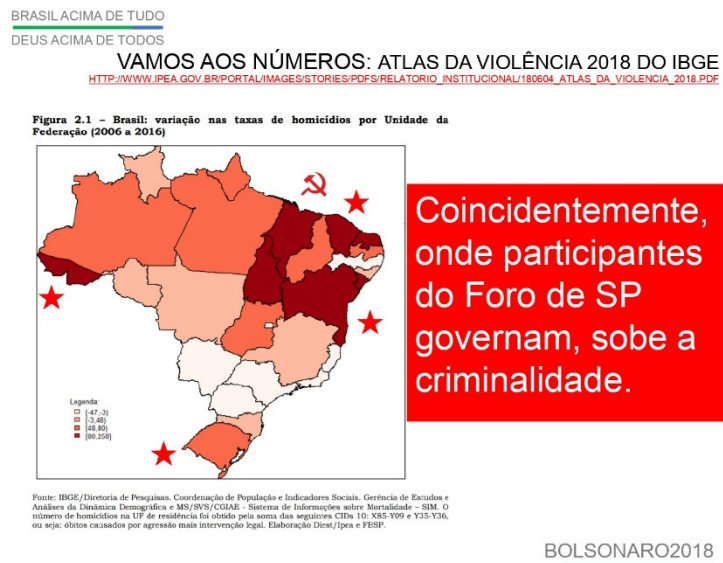 BRASIL ACIMA DE TUDO
DEUS ACIMA DE TODOS
VAMOS AOS NÚMEROS: ATLAS DA VIOLÊNCIA 2018 DO IBGE
HTTP://WWW.IPEA.GOV.BR/PORTAL/IMAGES/STORIES/PDFS/RELATORIO_INSTITUCIONAL/180604_ATLAS_DA_VIOLENCIA_2018.PDF
Figura 2.1 – Brasil: variação nas taxas de homicídios por Unidade da
Federação (2006 a 2016)
Coincidentemente,
onde participantes
do Foro de SP
governam, sobe a
criminalidade.
Legenda:
[-47,-3)
[-3,48)
[48,80)
[80,258]
Fonte: IBGE/Diretoria de Pesquisas. Coordenação de População e Indicadores Sociais. Gerência de Estudos e
Análises da Dinâmica Demográfica e MS/SVS/CGIAE - Sistema de Informações sobre Mortalidade – SIM. O
número de homicídios na UF de residência foi obtido pela soma das seguintes CIDs 10: X85-Y09 e Y35-Y36,
ou seja: óbitos causados por agressão mais intervenção legal. Elaboração Diest/Ipea e FBSP.
BOLSONARO2018